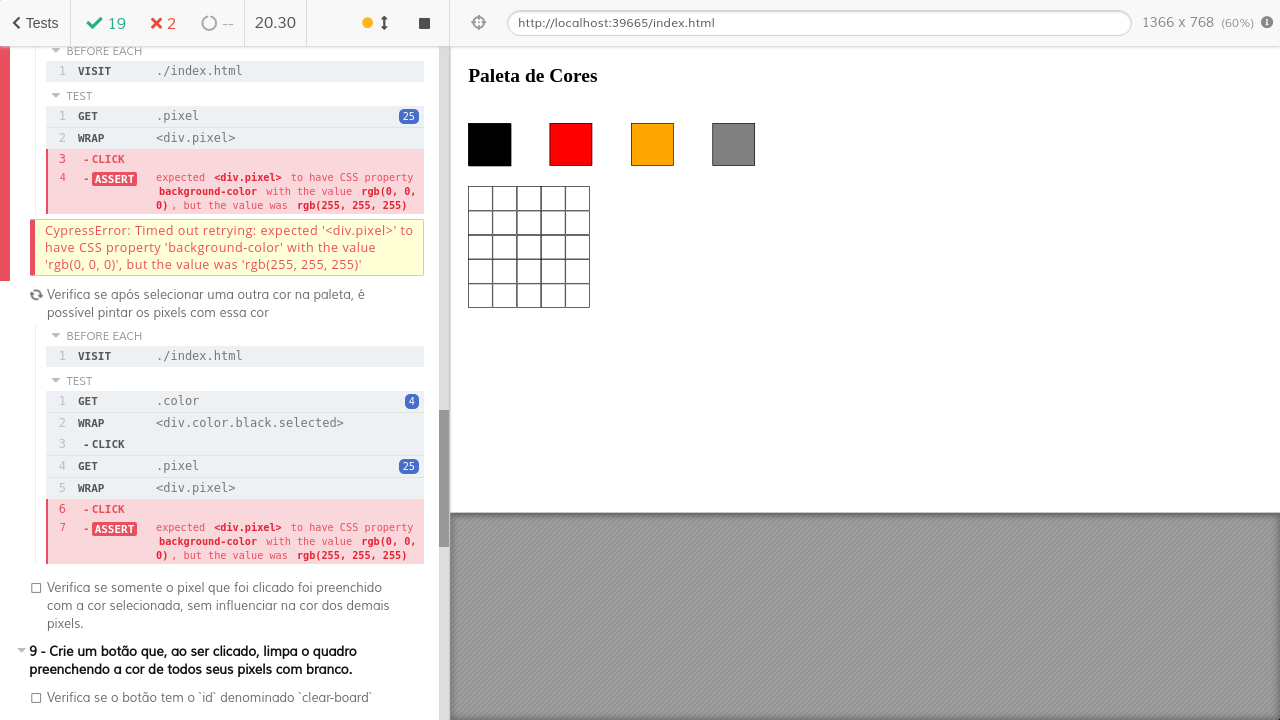 Tests 19 2 -- 20.30
http://localhost:39665/index.html 1366 x 768 (60%)
BEFORE EACH
1 VISIT ./index.html
TEST
1 GET .pixel 25
2 WRAP <div.pixel>
3 -CLICK
4 -ASSERT expected <div.pixel> to have CSS property
background-color with the value rgb(0, 0,
0), but the value was rgb(255, 255, 255)
CypressError: Timed out retrying: expected '<div.pixel>' to
have CSS property 'background-color' with the value
'rgb(0, 0, 0)', but the value was 'rgb(255, 255, 255)'
Verifica se após selecionar uma outra cor na paleta, é
possível pintar os pixels com essa cor
BEFORE EACH
1 VISIT ./index.html
TEST
1 GET .color 4
2 WRAP <div.color.black.selected>
3 -CLICK
4 GET .pixel 25
5 WRAP <div.pixel>
6 -CLICK
7 -ASSERT expected <div.pixel> to have CSS property
background-color with the value rgb(0, 0,
0), but the value was rgb(255, 255, 255)
Verifica se somente o pixel que foi clicado foi preenchido
com a cor selecionada, sem influenciar na cor dos demais
pixels.
9 - Crie um botão que, ao ser clicado, limpa o quadro
preenchendo a cor de todos seus pixels com branco.
Verifica se o botão tem o `id` denominado `clear-board`
Paleta de Cores